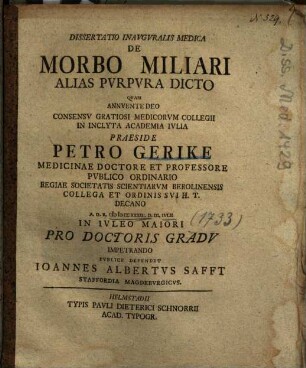 N. 329.
DISSERTATIO INAVGVRALIS MEDICA
DE
MORBO MILIARI
ALIAS PVRPVRA DICTO
QVAM
ANNVENTE DEO
CONSENSV GRATIOSI MEDICORVM COLLEGII
IN INCLYTA ACADEMIA IVLIA
PRAESIDE
PETRO GERIKE
MEDICINAE DOCTORE ET PROFESSORE
PVBLICO ORDINARIO
REGIAE SOCIETATIS SCIENTIARVM BEROLINENSIS
COLLEGA ET ORDINIS SVI H. T.
DECANO
(1733)
IN IVLEO MAIORI
PRO DOCTORIS GRADV
IMPETRANDO
PVBLICE DEFENDET
IOANNES ALBERTVS SAFFT
STAFFORDIA MAGDEBVRGICVS.
HELMSTADII
TYPIS PAVLI DIETERICI SCHNORRII
ACAD. TYPOGR.